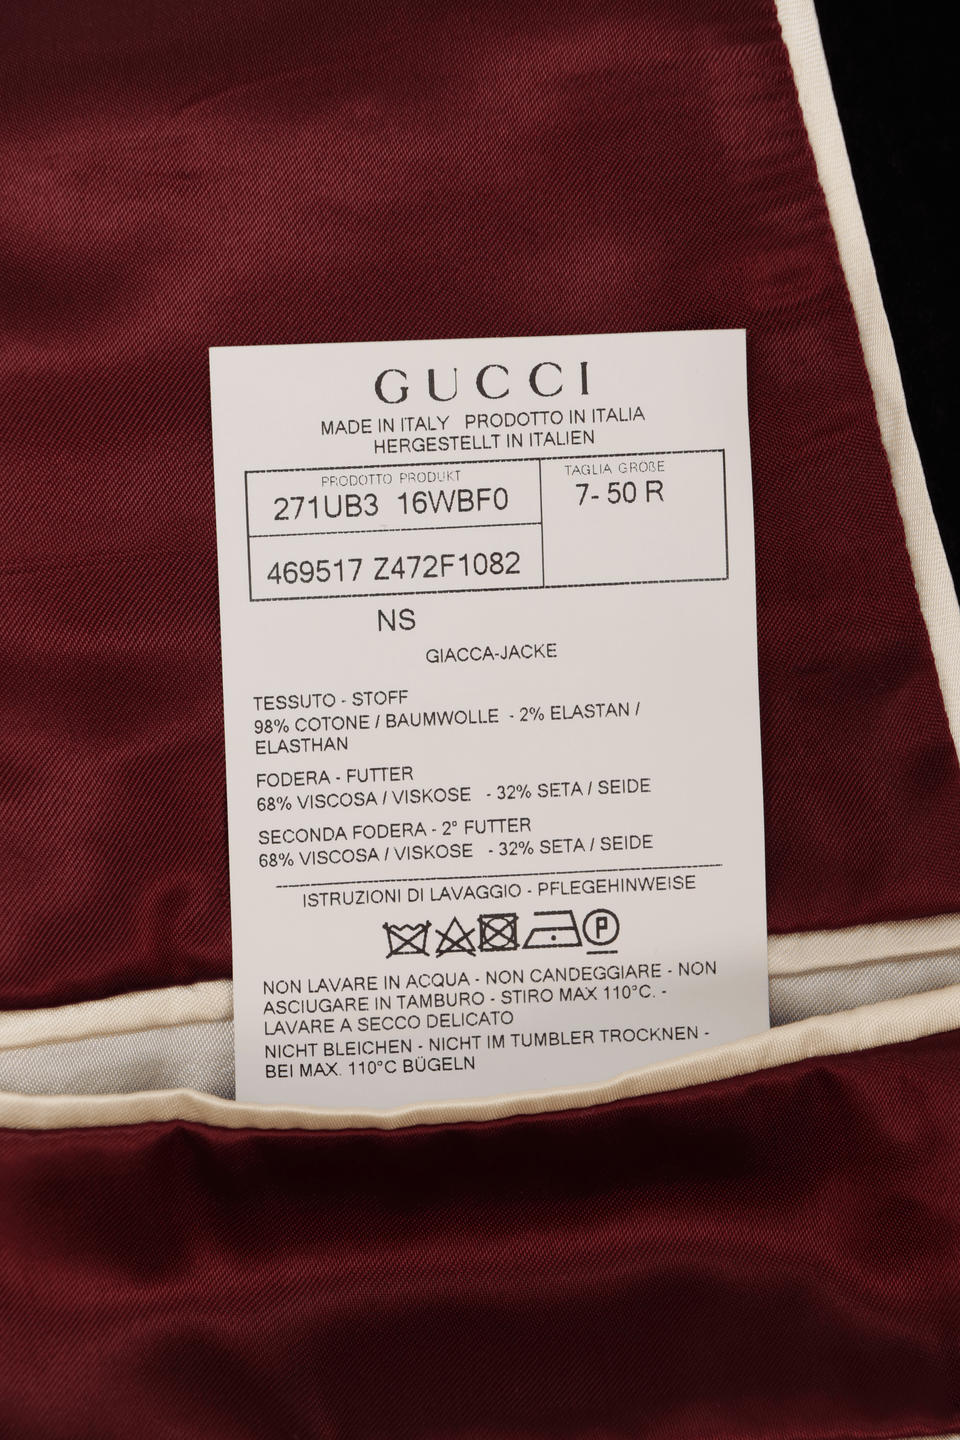 GUCCI
MADE IN ITALY PRODOTTO IN ITALIA
HERGESTELLT IN ITALIEN
PRODOTTO PRODUKT
271UB3 16WBF0
TAGLIA GROßE
7- 50 R
469517 Z472F1082
NS
GIACCA-JACKE
TESSUTO - STOFF
98% COTONE / BAUMWOLLE - 2% ELASTAN /
ELASTHAN
FODERA - FUTTER
68% VISCOSA / VISKOSE - 32% SETA / SEIDE
SECONDA FODERA - 2° FUTTER
68% VISCOSA / VISKOSE - 32% SETA / SEIDE
ISTRUZIONI DI LAVAGGIO - PFLEGEHINWEISE
P
NON LAVARE IN ACQUA - NON CANDEGGIARE - NON
ASCIUGARE IN TAMBURO - STIRO MAX 110°C. -
LAVARE A SECCO DELICATO
NICHT BLEICHEN - NICHT IM TUMBLER TROCKNEN -
BEI MAX. 110°C BÜGELN